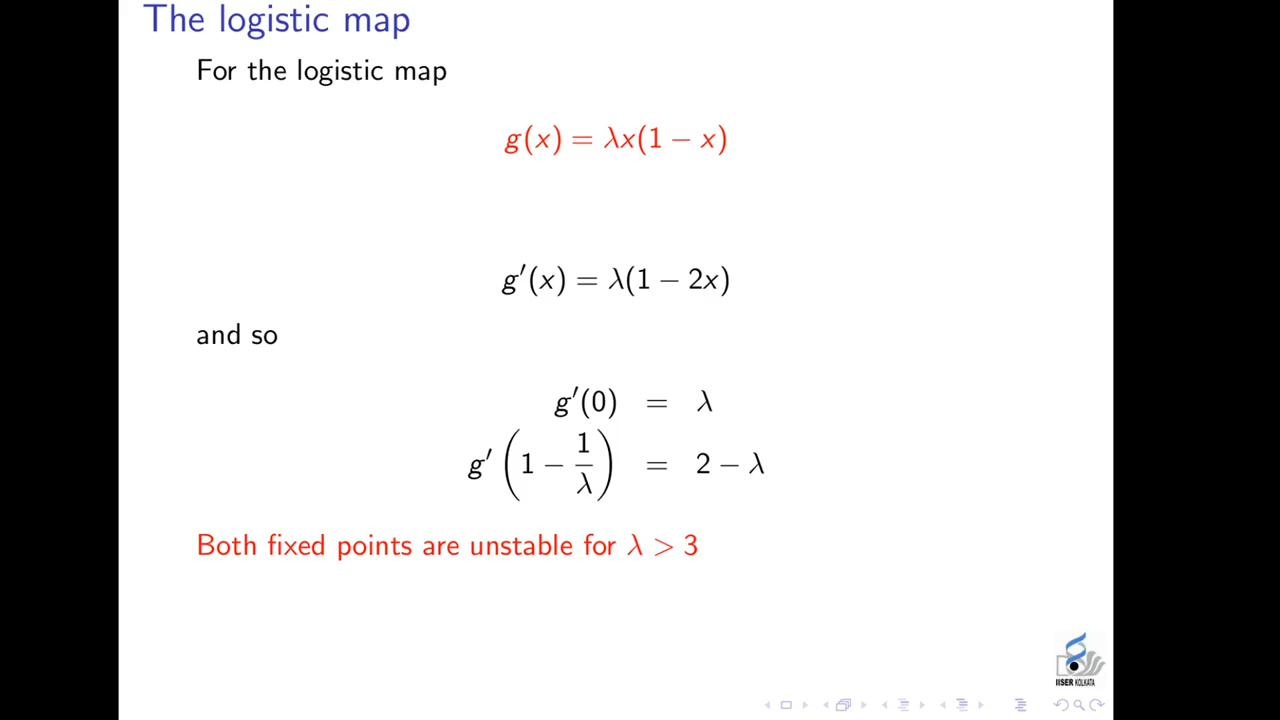 The logistic map
For the logistic map
g(x) = λx(1 − x)
g′(x) = λ(1 − 2x)
and so
g′(0) = λ
g′(1 − 1/λ) = 2 − λ
Both fixed points are unstable for λ > 3
IISER KOLKATA